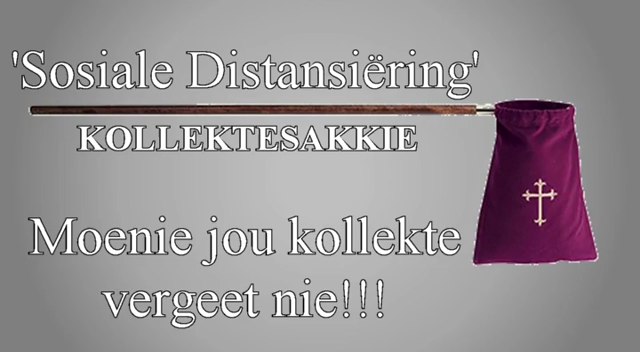 'Sosiale Distansiëring'
KOLLEKTESAKKIE
Moenie jou kollekte
vergeet nie!!!